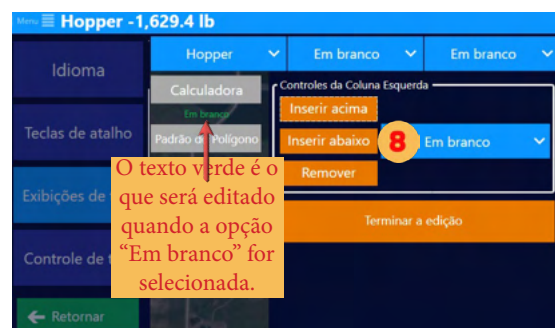 Menu Hopper -1,629.4 lb
Hopper
Em branco
Em branco
Idioma
Calculadora
Em branco
Padrão de Polígono
Controles da Coluna Esquerda
Inserir acima
Inserir abaixo
8
Em branco
Remover
Teclas de atalho
O texto verde é o
que será editado
quando a opção
“Em branco” for
selecionada.
Exibições de
Terminar a edição
Controle de
Retornar